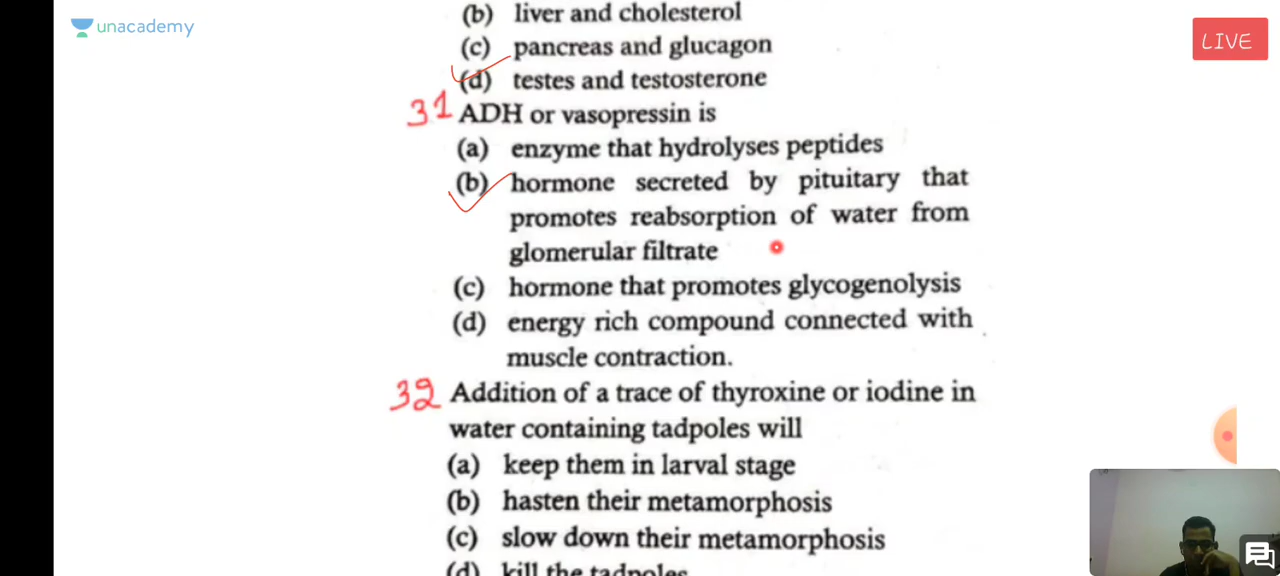 (b) liver and cholesterol
unacademy
LIVE
(c) pancreas and glucagon
(d) testes and testosterone
31 ADH or vasopressin is
(a) enzyme that hydrolyses peptides
(b) hormone secreted by pituitary that
promotes reabsorption of water from
glomerular filtrate
(c) hormone that promotes glycogenolysis
(d) energy rich compound connected with
muscle contraction.
32 Addition of a trace of thyroxine or iodine in
water containing tadpoles will
(a) keep them in larval stage
(b) hasten their metamorphosis
(c) slow down their metamorphosis
(d) kill the tadpoles